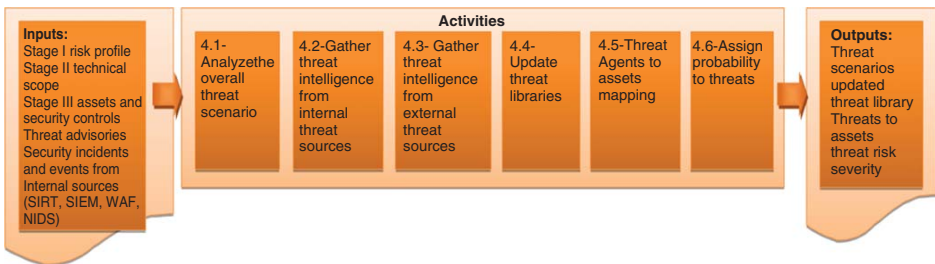 Activities
Inputs:
Stage I risk profile
Stage II technical
scope
Stage III assets and
security controls
Threat advisories
Security incidents
and events from
Internal sources
(SIRT, SIEM, WAF,
NIDS)
4.1-
Analyzethe
overall
threat
scenario
4.2-Gather
threat
intelligence
from
internal
threat
sources
4.3- Gather
threat
intelligence
from
external
threat
sources
4.4-
Update
threat
libraries
4.5-Threat
Agents to
assets
mapping
4.6-Assign
probability
to threats
Outputs:
Threat
scenarios
updated
threat library
Threats to
assets
threat risk
severity